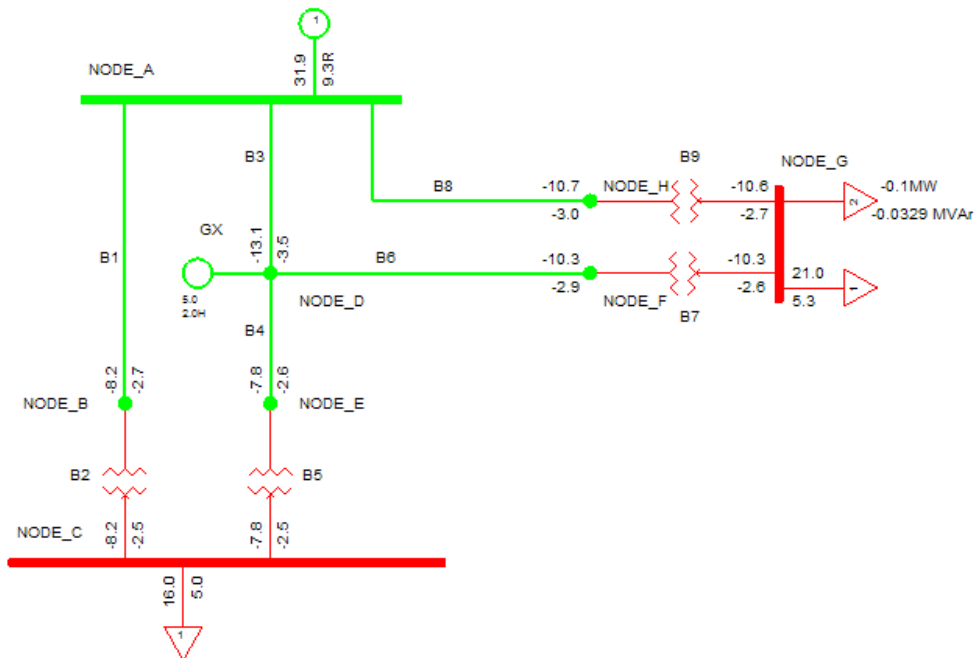 1
31.9
9.3R
NODE_A
B3
B9
NODE_G
B8
-10.7
NODE_H
-10.6
-0.1MW
-3.0
-2.7
2
-0.0329 MVAr
GX
-13.1
-3.5
B1
B6
-10.3
-10.3
21.0
1
5.0
2.0H
NODE_D
-2.9
NODE_F
-2.6
5.3
B7
B4
-8.2
-2.7
-7.8
-2.6
NODE_B
NODE_E
B2
B5
NODE_C
-8.2
-2.5
-7.8
-2.5
16.0
5.0
1